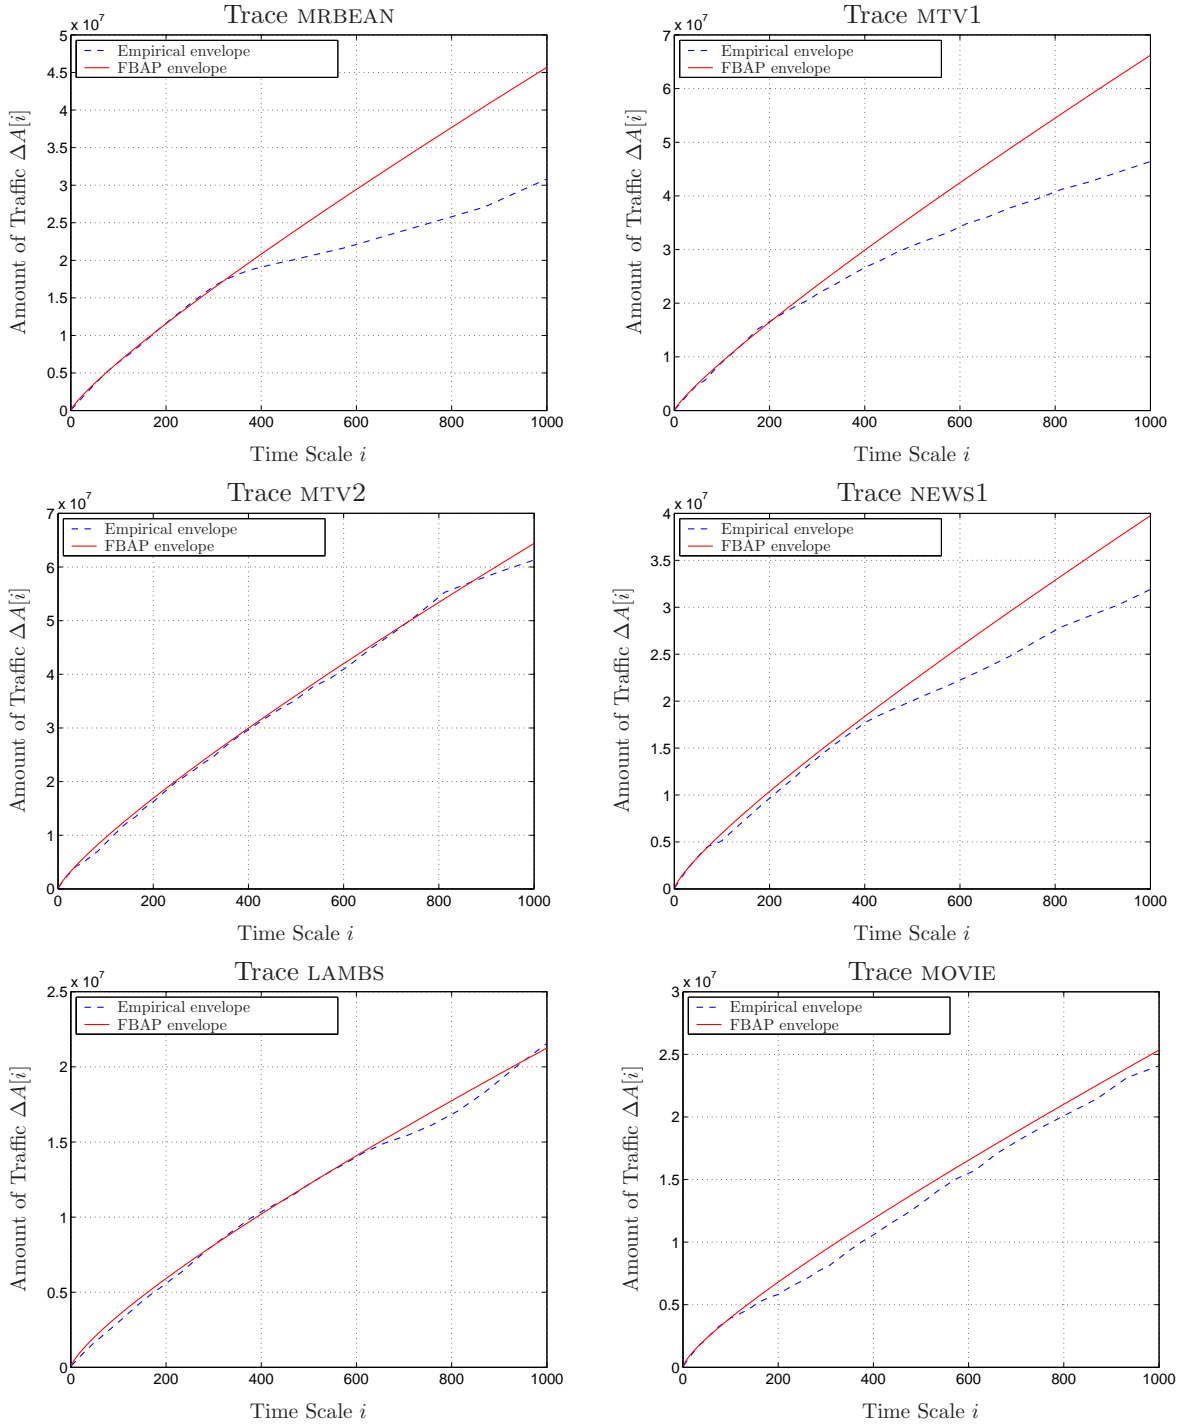 Trace MRBEAN
x 10^7
Empirical envelope
FBAP envelope
5
4.5
4
3.5
3
2.5
2
1.5
1
0.5
0
0 200 400 600 800 1000
Amount of Traffic ΔA[i]
Time Scale i
Trace MTV1
x 10^7
Empirical envelope
FBAP envelope
7
6
5
4
3
2
1
0
0 200 400 600 800 1000
Amount of Traffic ΔA[i]
Time Scale i
Trace MTV2
x 10^7
Empirical envelope
FBAP envelope
7
6
5
4
3
2
1
0
0 200 400 600 800 1000
Amount of Traffic ΔA[i]
Time Scale i
Trace NEWS1
x 10^7
Empirical envelope
FBAP envelope
4
3.5
3
2.5
2
1.5
1
0.5
0
0 200 400 600 800 1000
Amount of Traffic ΔA[i]
Time Scale i
Trace LAMBS
x 10^7
Empirical envelope
FBAP envelope
2.5
2
1.5
1
0.5
0
0 200 400 600 800 1000
Amount of Traffic ΔA[i]
Time Scale i
Trace MOVIE
x 10^7
Empirical envelope
FBAP envelope
3
2.5
2
1.5
1
0.5
0
0 200 400 600 800 1000
Amount of Traffic ΔA[i]
Time Scale i